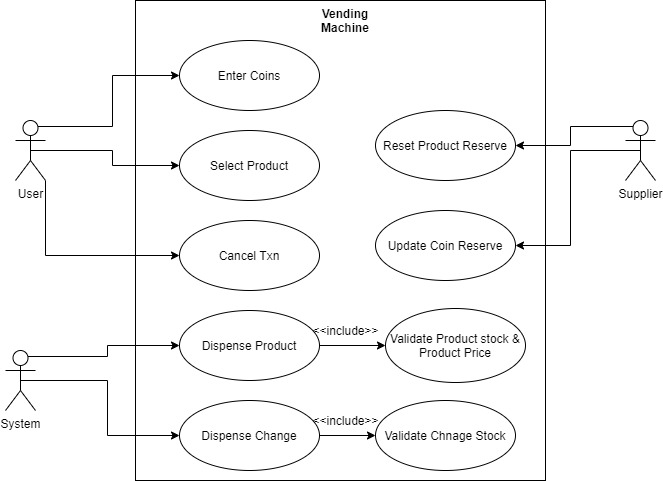 Vending
Machine
Enter Coins
Reset Product Reserve
Select Product
User
Supplier
Update Coin Reserve
Cancel Txn
<<include>>
Dispense Product
Validate Product stock &
Product Price
System
<<include>>
Dispense Change
Validate Chnage Stock